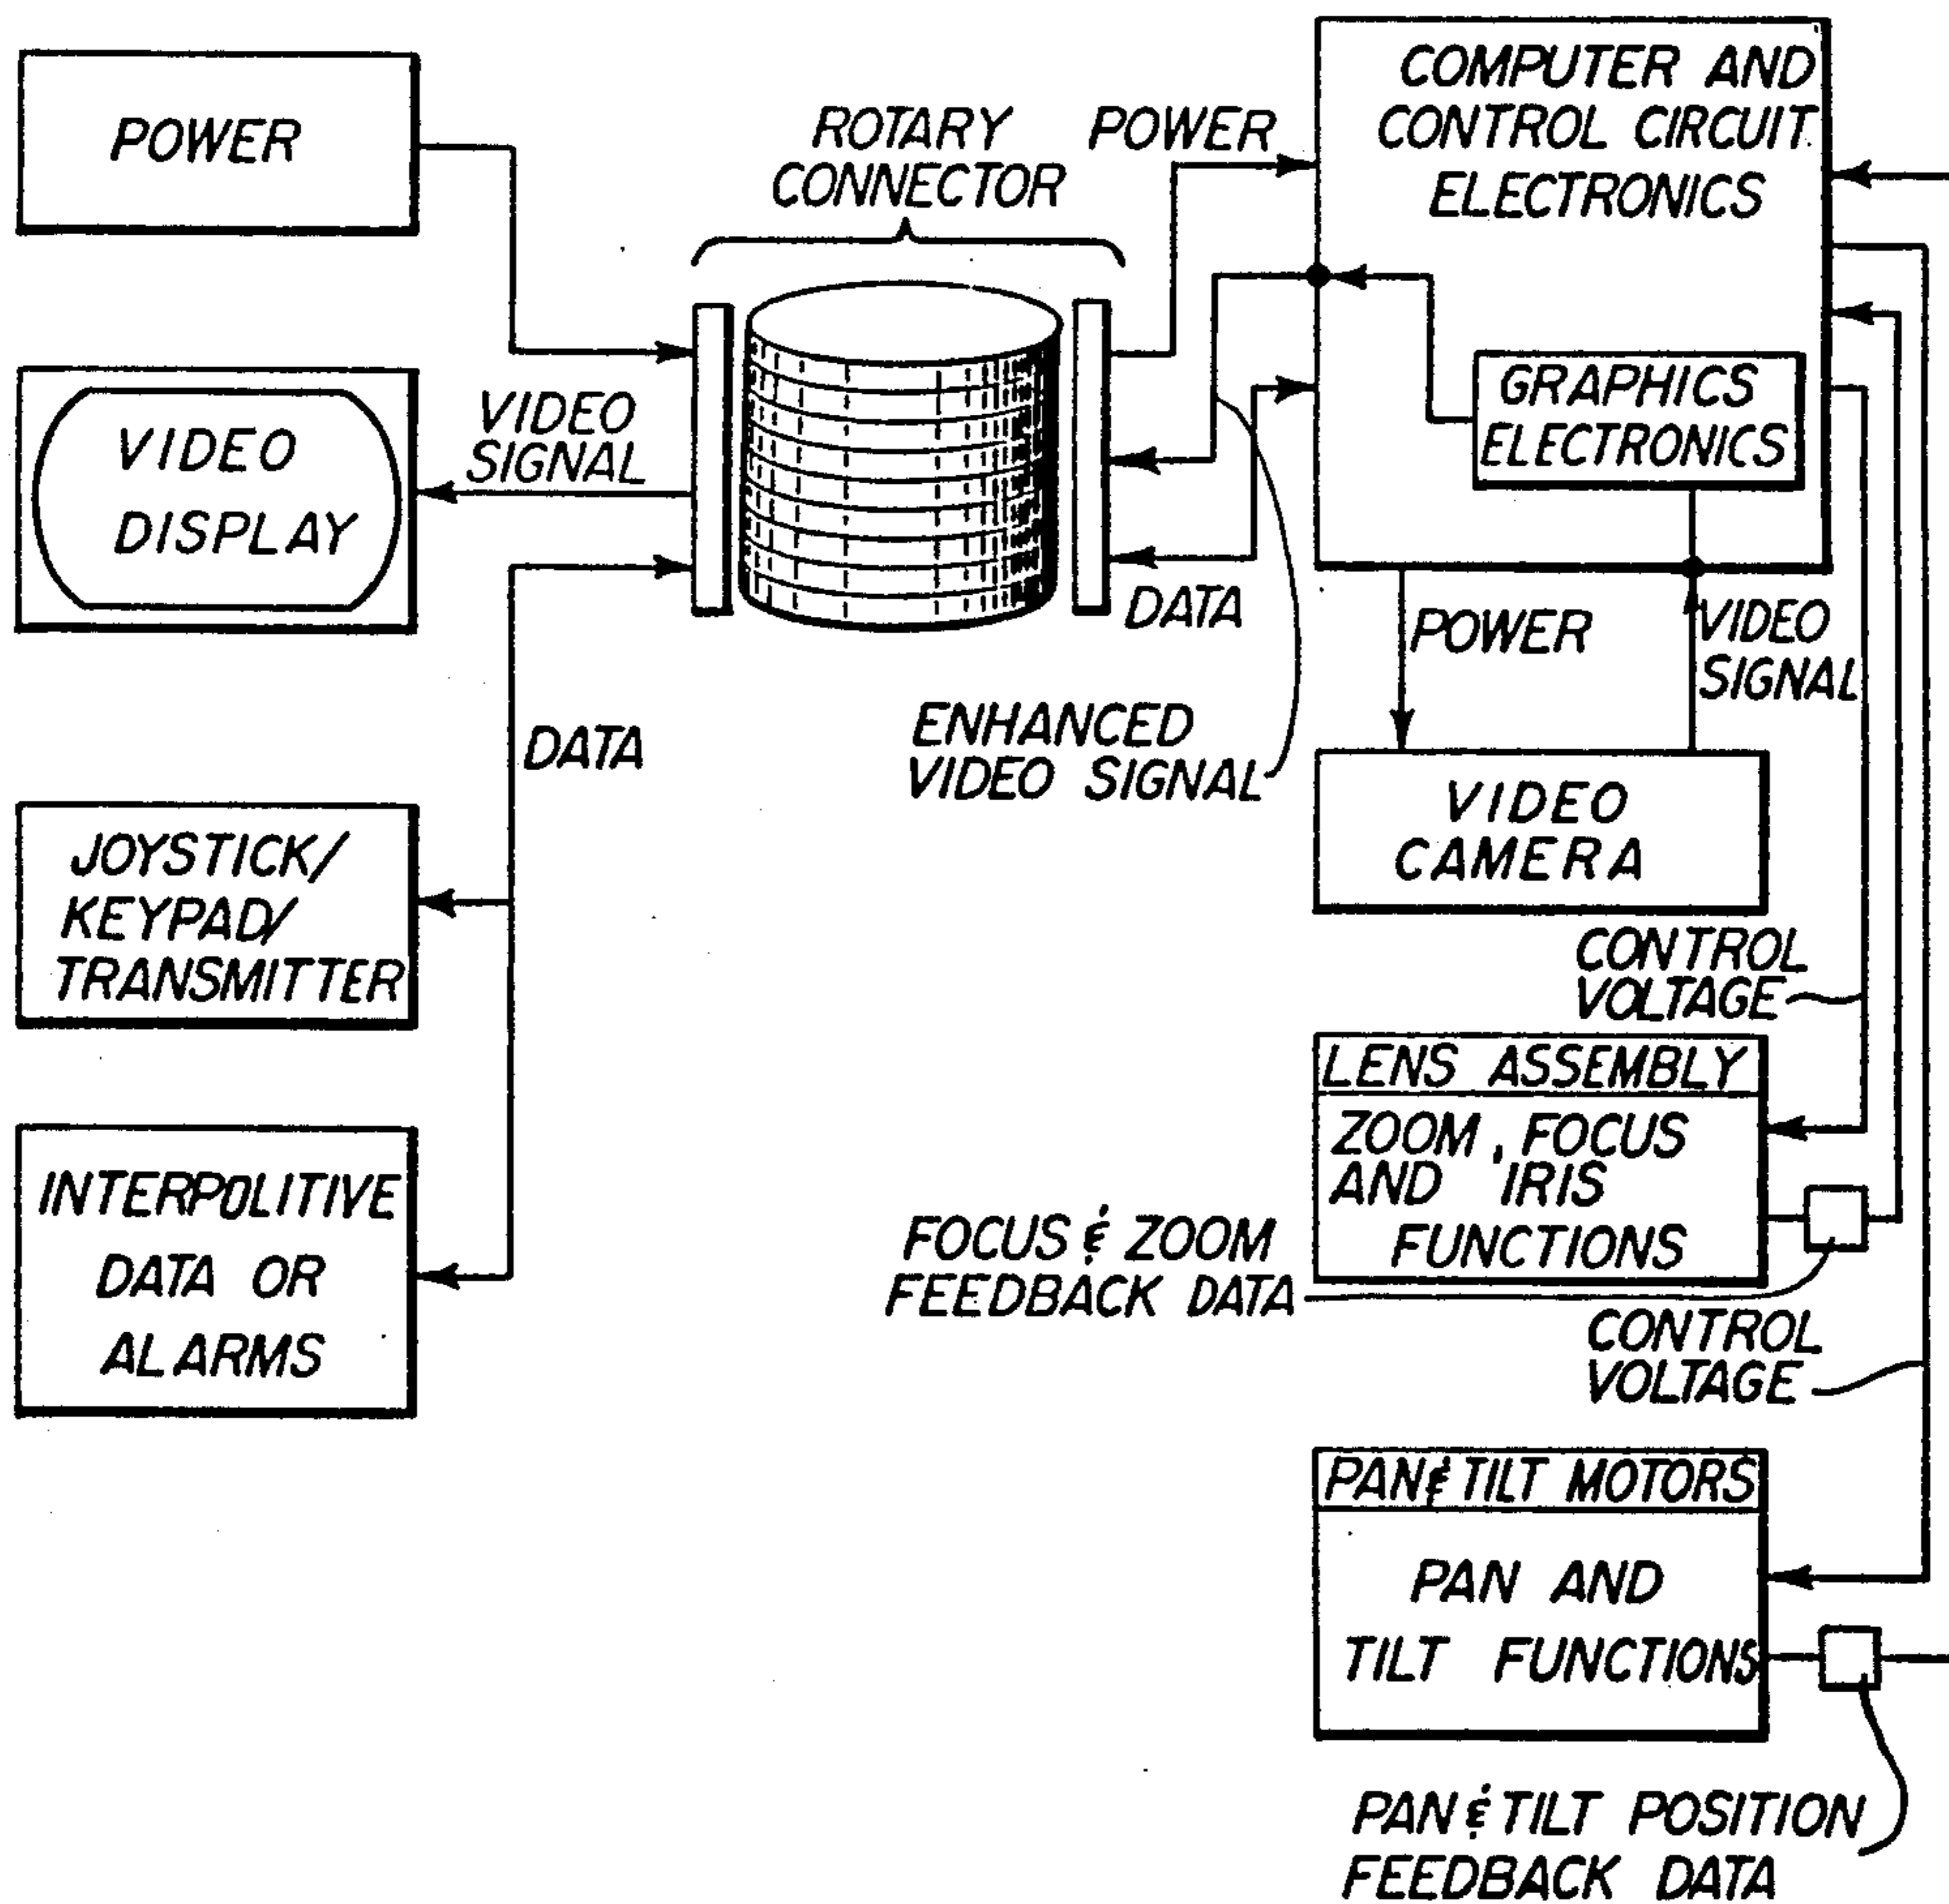 POWER
VIDEO
DISPLAY
VIDEO
SIGNAL
JOYSTICK/
KEYPAD/
TRANSMITTER
INTERPOLITIVE
DATA OR
ALARMS
DATA
ROTARY
CONNECTOR
POWER
DATA
ENHANCED
VIDEO SIGNAL
COMPUTER AND
CONTROL CIRCUIT
ELECTRONICS
GRAPHICS
ELECTRONICS
POWER
VIDEO
SIGNAL
VIDEO
CAMERA
CONTROL
VOLTAGE
LENS ASSEMBLY
ZOOM, FOCUS
AND IRIS
FUNCTIONS
FOCUS & ZOOM
FEEDBACK DATA
CONTROL
VOLTAGE
PAN & TILT MOTORS
PAN AND
TILT FUNCTIONS
PAN & TILT POSITION
FEEDBACK DATA